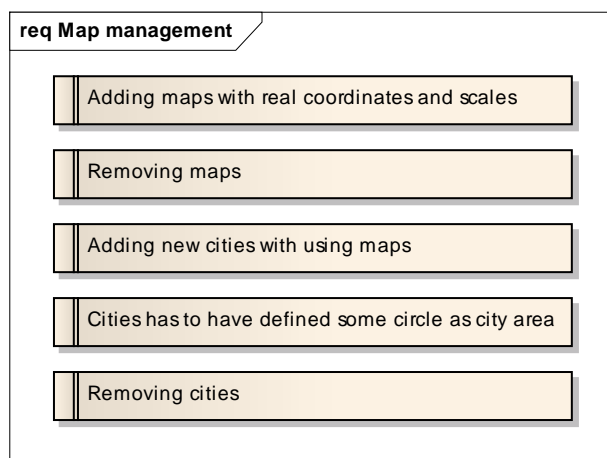 req Map management
Adding maps with real coordinates and scales
Removing maps
Adding new cities with using maps
Cities has to have defined some circle as city area
Removing cities